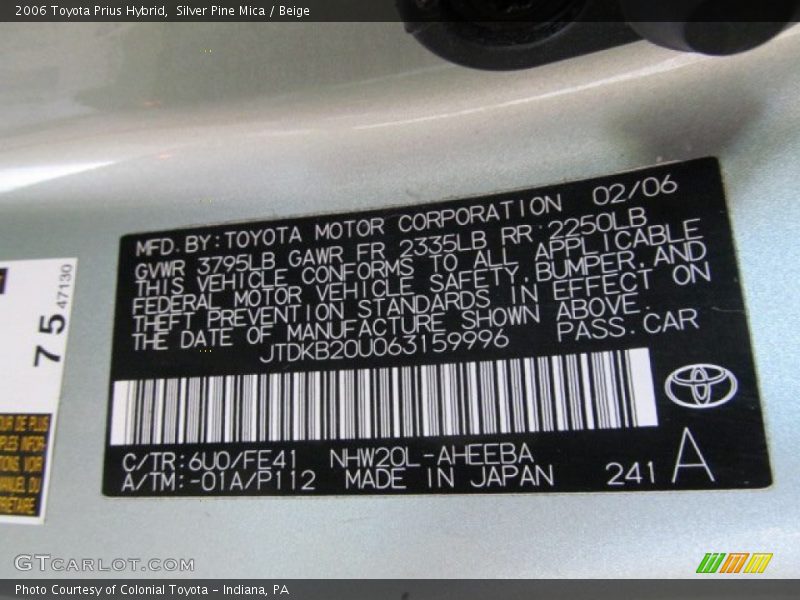 2006 Toyota Prius Hybrid, Silver Pine Mica / Beige
MFD. BY: TOYOTA MOTOR CORPORATION 02/06
GVWR 3795LB GAWR FR 2335LB RR 2250LB
THIS VEHICLE CONFORMS TO ALL APPLICABLE
FEDERAL MOTOR VEHICLE SAFETY, BUMPER, AND
THEFT PREVENTION STANDARDS IN EFFECT ON
THE DATE OF MANUFACTURE SHOWN ABOVE.
JTDKB20U063159996 PASS. CAR
C/TR: 6U0/FE41 NHW20L-AHEEBA
A/TM: -01A/P112 MADE IN JAPAN 241 A
75
47130
GTCARLOT.COM
Photo Courtesy of Colonial Toyota - Indiana, PA